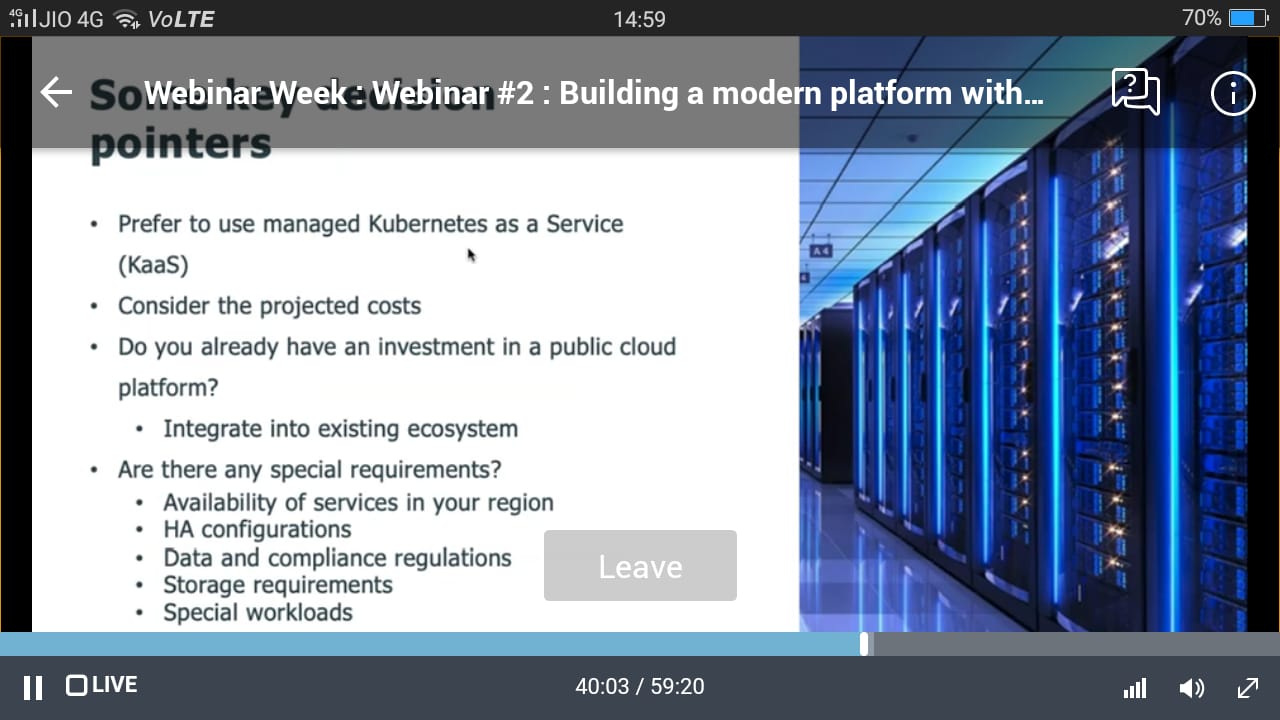 4G JIO 4G VoLTE 14:59 70%
Webinar Week : Webinar #2 : Building a modern platform with...
pointers
• Prefer to use managed Kubernetes as a Service
(KaaS)
• Consider the projected costs
• Do you already have an investment in a public cloud
platform?
• Integrate into existing ecosystem
• Are there any special requirements?
• Availability of services in your region
• HA configurations
• Data and compliance regulations
• Storage requirements
• Special workloads
A4
Leave
LIVE 40:03 / 59:20